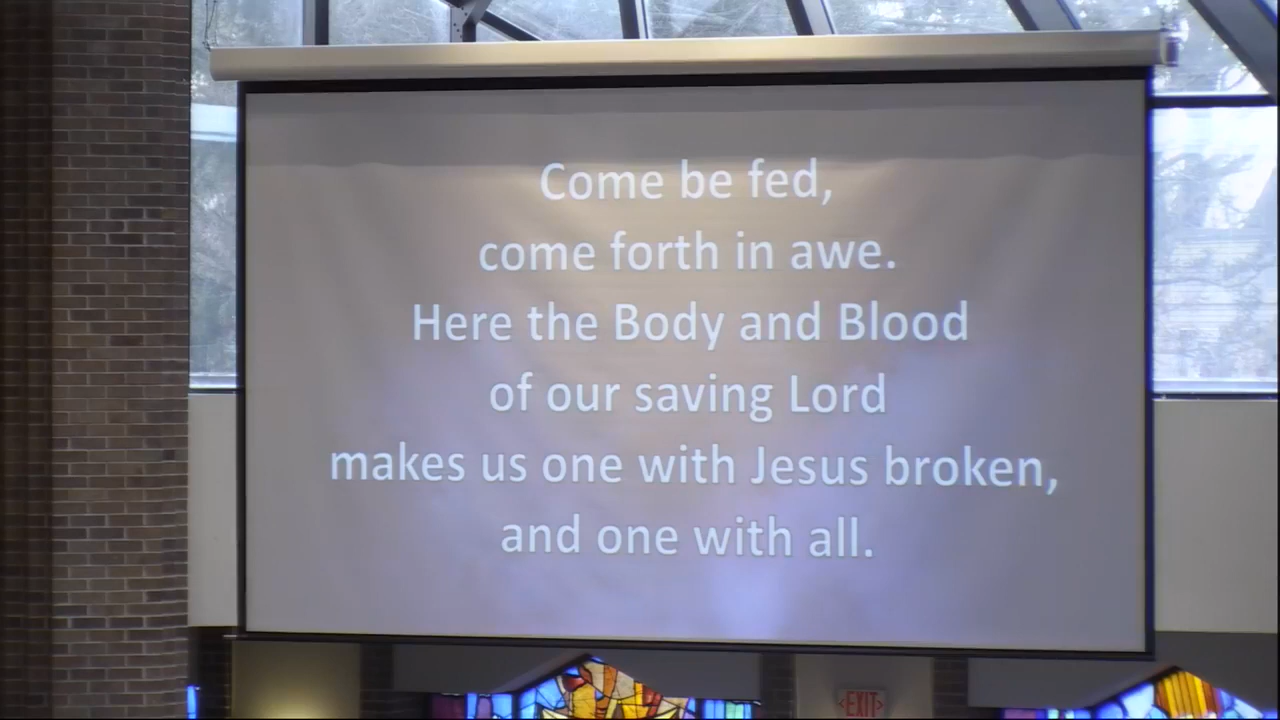 Come be fed,
come forth in awe.
Here the Body and Blood
of our saving Lord
makes us one with Jesus broken,
and one with all.
EXIT